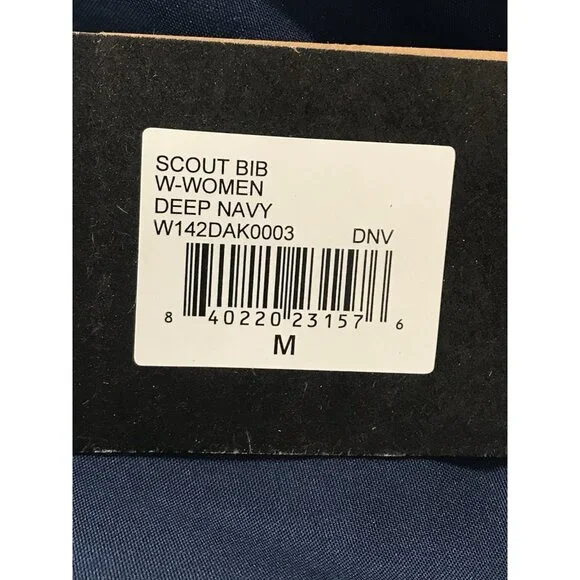 SCOUT BIB
W-WOMEN
DEEP NAVY
W142DAK0003 DNV
8 40220 23157 6
M